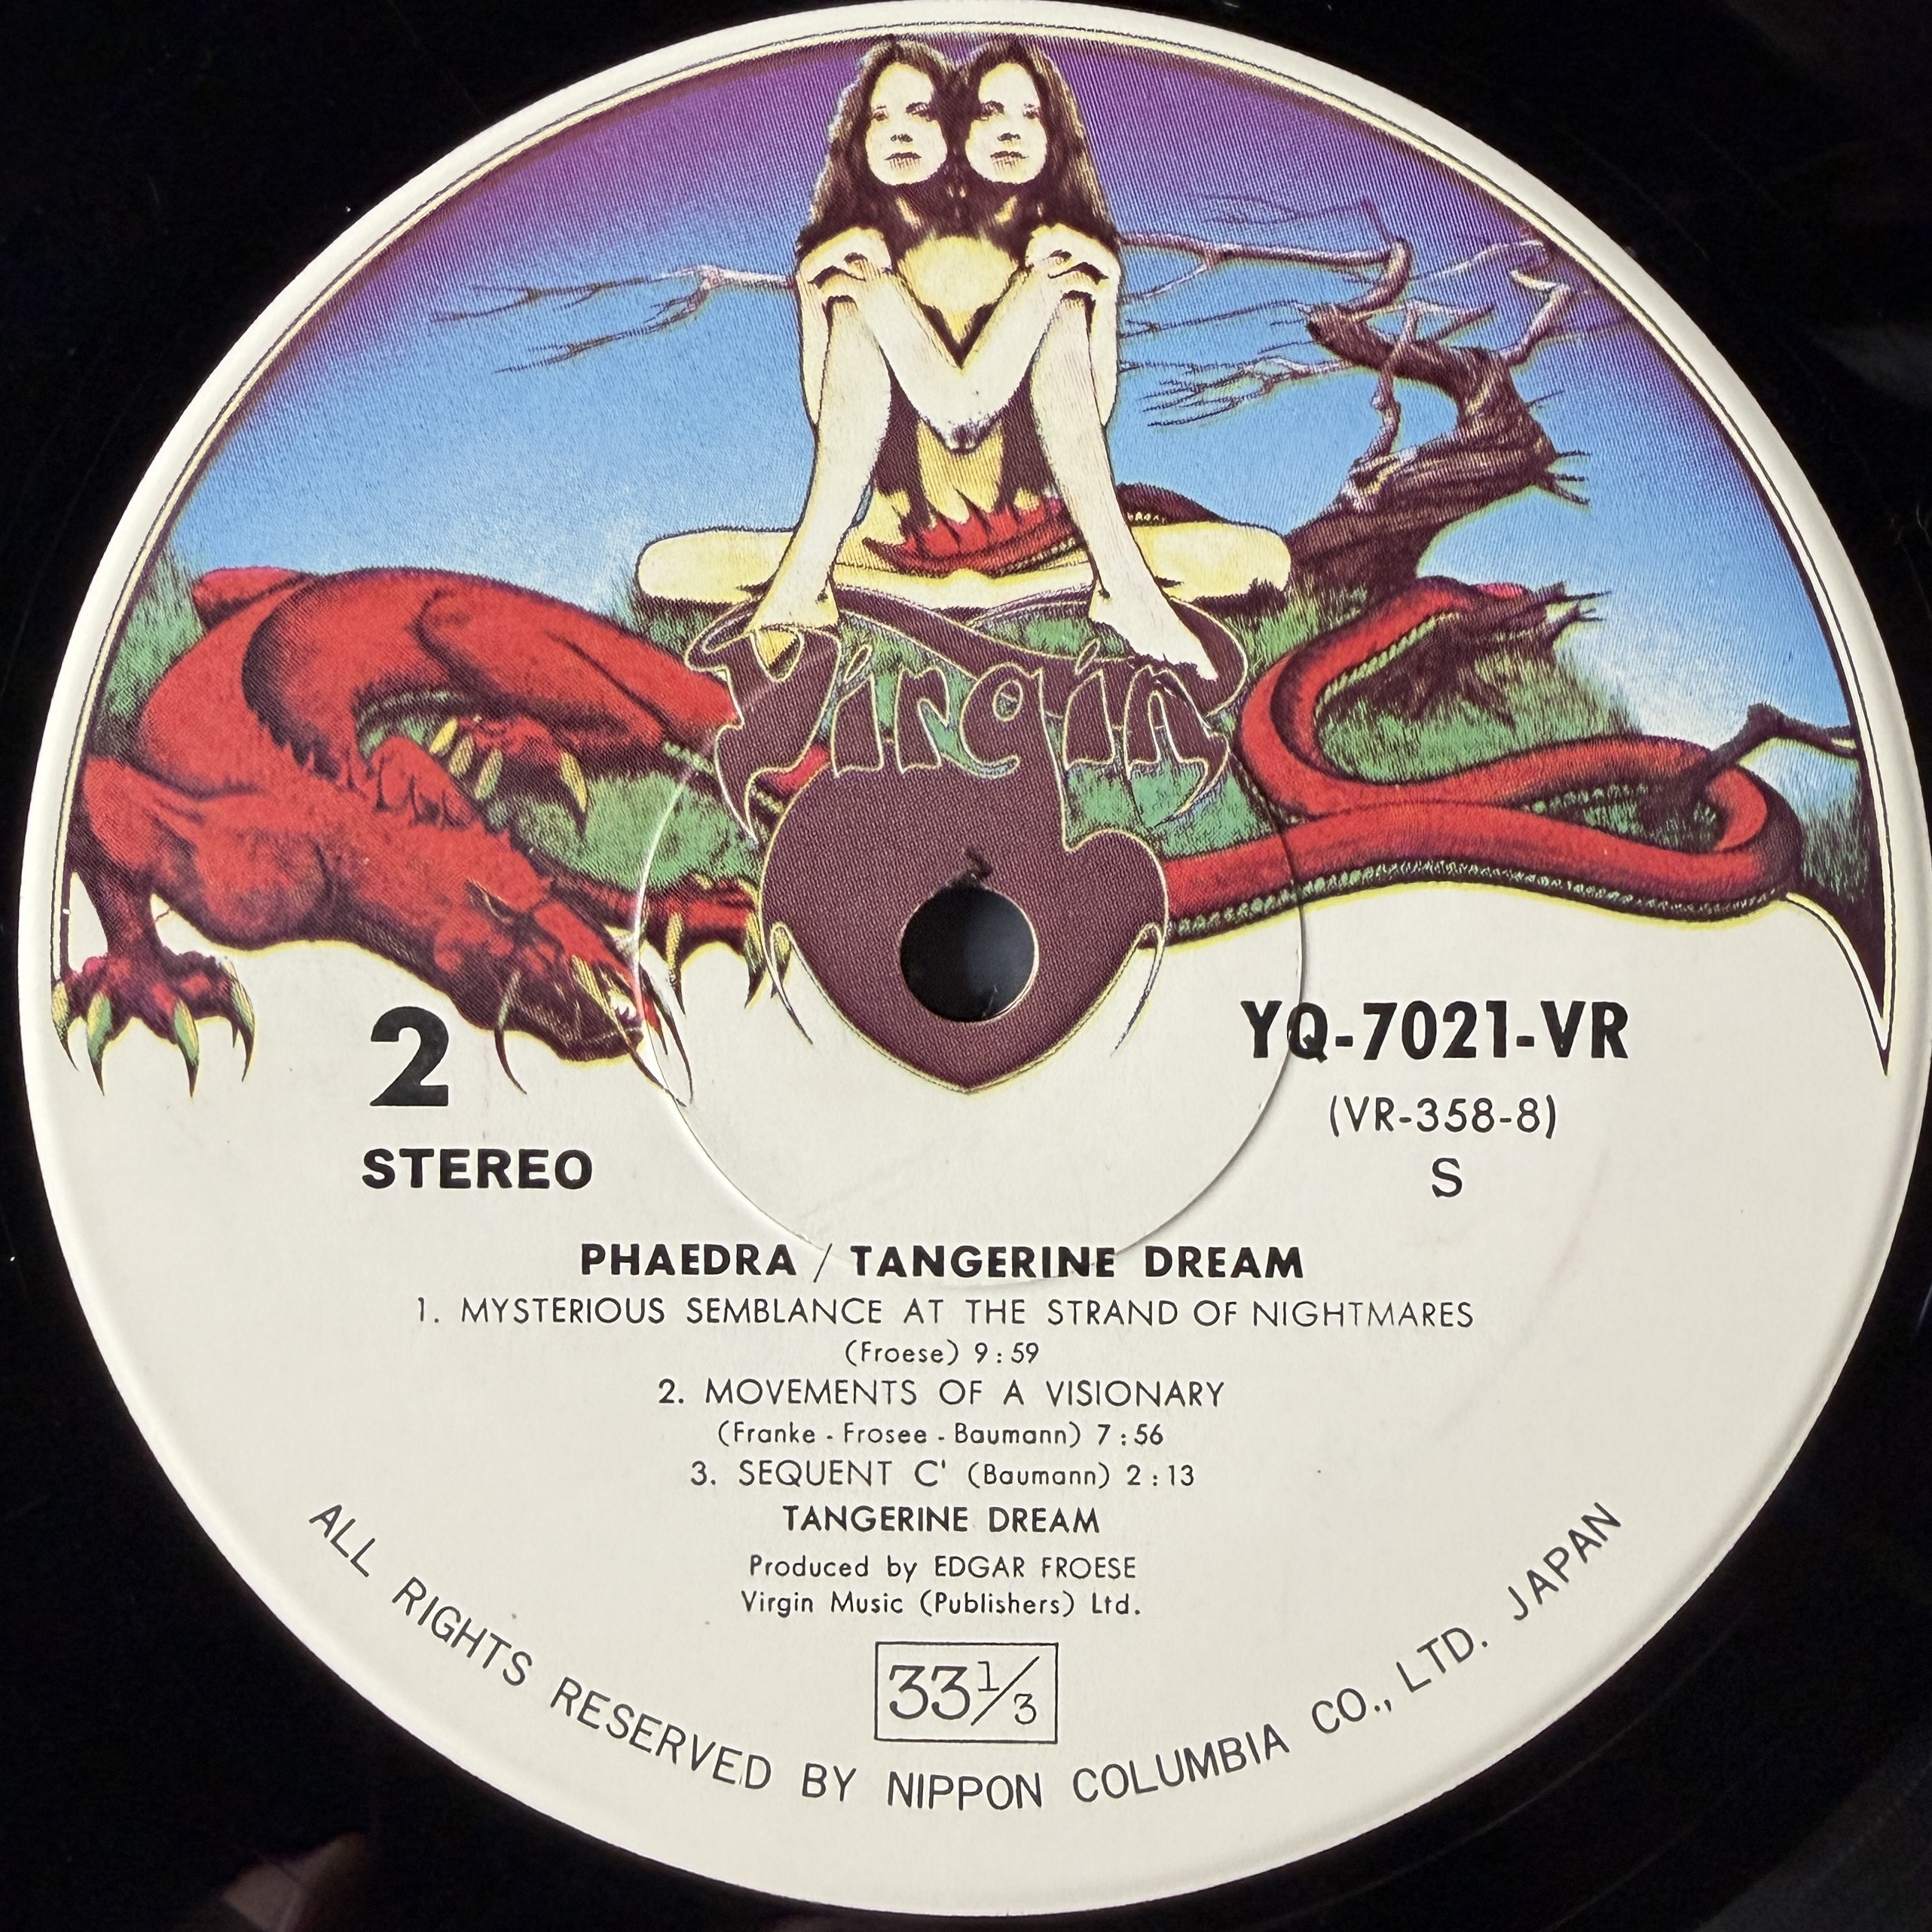 Virgin
2
STEREO
YQ-7021-VR
(VR-358-8)
S
PHAEDRA / TANGERINE DREAM
1. MYSTERIOUS SEMBLANCE AT THE STRAND OF NIGHTMARES
(Froese) 9:59
2. MOVEMENTS OF A VISIONARY
(Franke - Frosee - Baumann) 7:56
3. SEQUENT C' (Baumann) 2:13
TANGERINE DREAM
Produced by EDGAR FROESE
Virgin Music (Publishers) Ltd.
33 1/3
ALL RIGHTS RESERVED BY NIPPON COLUMBIA CO., LTD. JAPAN